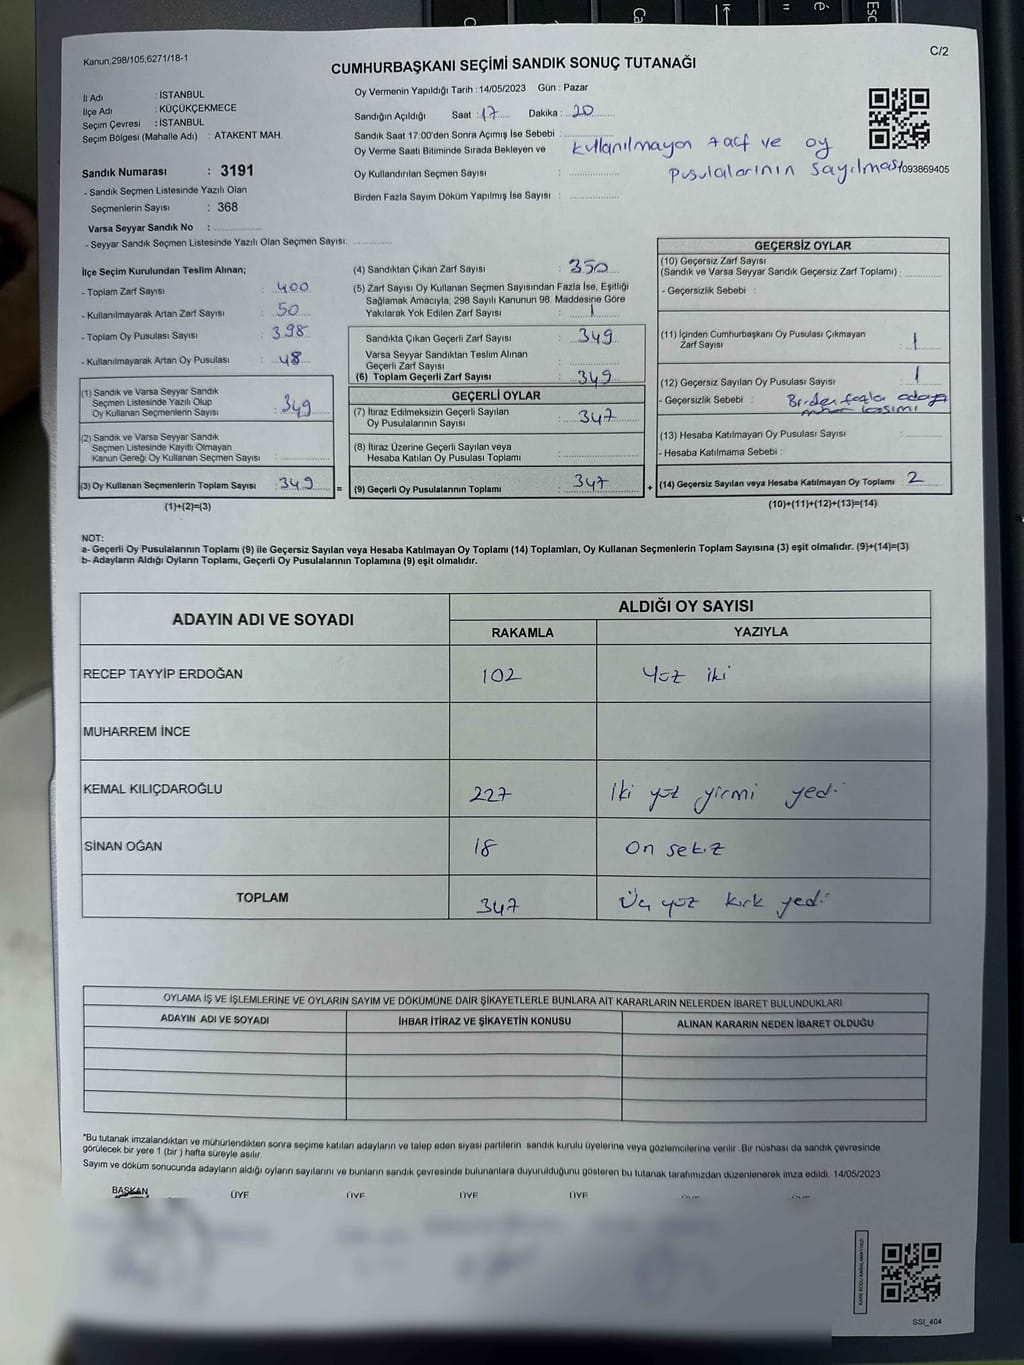 C/2
Kanun;298/105;6271/18-1
CUMHURBAŞKANI SEÇİMİ SANDIK SONUÇ TUTANAĞI
İl Adı : İSTANBUL
İlçe Adı : KÜÇÜKÇEKMECE
Seçim Çevresi : İSTANBUL
Seçim Bölgesi (Mahalle Adı) : ATAKENT MAH.
Sandık Numarası : 3191
- Sandık Seçmen Listesinde Yazılı Olan
Seçmenlerin Sayısı : 368
Varsa Seyyar Sandık No :
- Seyyar Sandık Seçmen Listesinde Yazılı Olan Seçmen Sayısı:
Oy Vermenin Yapıldığı Tarih : 14/05/2023 Gün : Pazar
Sandığın Açıldığı Saat : 17 Dakika : 20
Sandık Saat 17:00'den Sonra Açımış İse Sebebi : kullanılmayan zarf ve oy
pusulalarının sayılması
Oy Verme Saati Bitiminde Sırada Bekleyen ve
Oy Kullandırılan Seçmen Sayısı :
Birden Fazla Sayım Döküm Yapılmış İse Sayısı :
1093869405
İlçe Seçim Kurulundan Teslim Alınan;
- Toplam Zarf Sayısı : 400
- Kullanılmayarak Artan Zarf Sayısı : 50
- Toplam Oy Pusulası Sayısı : 398
- Kullanılmayarak Artan Oy Pusulası : 48
(1) Sandık ve Varsa Seyyar Sandık
Seçmen Listesinde Yazılı Olup
Oy Kullanan Seçmenlerin Sayısı : 349
(2) Sandık ve Varsa Seyyar Sandık
Seçmen Listesinde Kayıtlı Olmayan
Kanun Gereği Oy Kullanan Seçmen Sayısı :
(3) Oy Kullanan Seçmenlerin Toplam Sayısı : 349
(1)+(2)=(3)
=
(4) Sandıktan Çıkan Zarf Sayısı : 350
(5) Zarf Sayısı Oy Kullanan Seçmen Sayısından Fazla İse, Eşitliği
Sağlamak Amacıyla, 298 Sayılı Kanunun 98. Maddesine Göre
Yakılarak Yok Edilen Zarf Sayısı : 1
Sandıkta Çıkan Geçerli Zarf Sayısı : 349
Varsa Seyyar Sandıktan Teslim Alınan
Geçerli Zarf Sayısı :
(6) Toplam Geçerli Zarf Sayısı : 349
GEÇERLİ OYLAR
(7) İtiraz Edilmeksizin Geçerli Sayılan
Oy Pusulalarının Sayısı : 347
(8) İtiraz Üzerine Geçerli Sayılan veya
Hesaba Katılan Oy Pusulası Toplamı :
(9) Geçerli Oy Pusulalarının Toplamı : 347
+
GEÇERSİZ OYLAR
(10) Geçersiz Zarf Sayısı
(Sandık ve Varsa Seyyar Sandık Geçersiz Zarf Toplamı) :
- Geçersizlik Sebebi :
(11) İçinden Cumhurbaşkanı Oy Pusulası Çıkmayan
Zarf Sayısı : 1
(12) Geçersiz Sayılan Oy Pusulası Sayısı : 1
- Geçersizlik Sebebi : Birden fazla adaya
mühür basımı
(13) Hesaba Katılmayan Oy Pusulası Sayısı :
- Hesaba Katılmama Sebebi :
(14) Geçersiz Sayılan veya Hesaba Katılmayan Oy Toplamı : 2
(10)+(11)+(12)+(13)=(14)
NOT:
a- Geçerli Oy Pusulalarının Toplamı (9) ile Geçersiz Sayılan veya Hesaba Katılmayan Oy Toplamı (14) Toplamları, Oy Kullanan Seçmenlerin Toplam Sayısına (3) eşit olmalıdır. (9)+(14)=(3)
b- Adayların Aldığı Oyların Toplamı, Geçerli Oy Pusulalarının Toplamına (9) eşit olmalıdır.
ADAYIN ADI VE SOYADI ALDIĞI OY SAYISI
RAKAMLA YAZIYLA
RECEP TAYYİP ERDOĞAN 102 Yüz iki
MUHARREM İNCE
KEMAL KILIÇDAROĞLU 227 İki yüz yirmi yedi
SİNAN OĞAN 18 On sekiz
TOPLAM 347 Üç yüz kırk yedi
OYLAMA İŞ VE İŞLEMLERİNE VE OYLARIN SAYIM VE DÖKÜMÜNE DAİR ŞİKAYETLERLE BUNLARA AİT KARARLARIN NELERDEN İBARET BULUNDUKLARI
ADAYIN ADI VE SOYADI İHBAR İTİRAZ VE ŞİKAYETİN KONUSU ALINAN KARARIN NEDEN İBARET OLDUĞU
*Bu tutanak imzalandıktan ve mühürlendikten sonra seçime katılan adayların ve talep eden siyasi partilerin sandık kurulu üyelerine veya gözlemcilerine verilir. Bir nüshası da sandık çevresinde
görülecek bir yere 1 (bir ) hafta süreyle asılır.
Sayım ve döküm sonucunda adayların aldığı oyların sayılarını ve bunların sandık çevresinde bulunanlara duyurulduğunu gösteren bu tutanak tarafımızdan düzenlenerek imza edildi. 14/05/2023
BAŞKAN ÜYE ÜYE ÜYE ÜYE
SSI_404